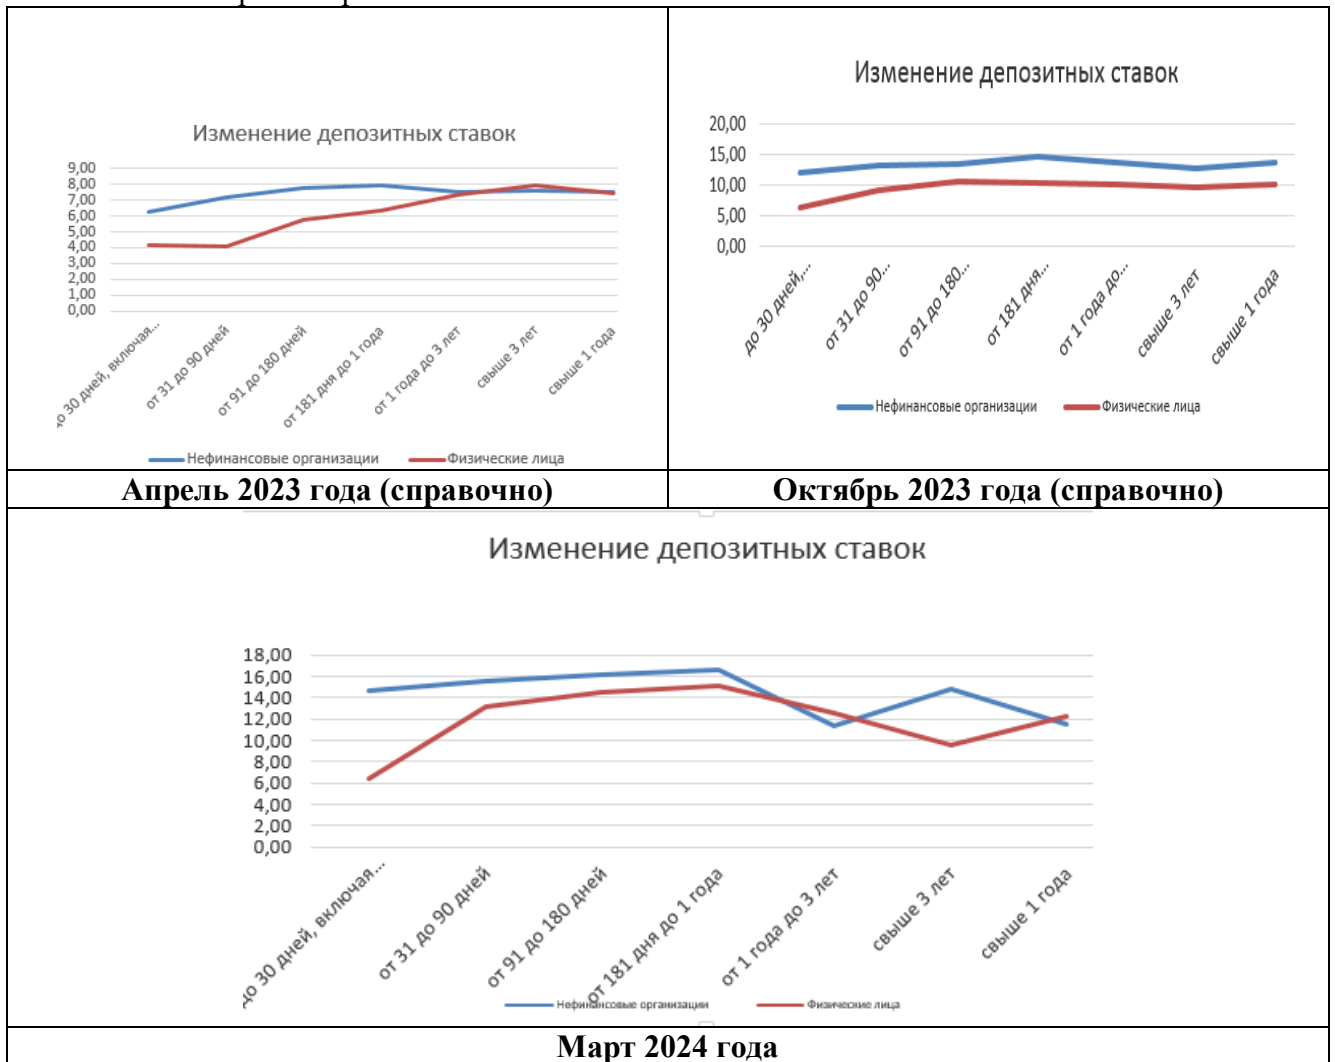 Изменение депозитных ставок
9,00
8,00
7,00
6,00
5,00
4,00
3,00
2,00
1,00
0,00
до 30 дней, включая...
от 31 до 90 дней
от 91 до 180 дней
от 181 дня до 1 года
от 1 года до 3 лет
свыше 3 лет
свыше 1 года
Нефинансовые организации Физические лица
Изменение депозитных ставок
20,00
15,00
10,00
5,00
0,00
до 30 дней,...
от 31 до 90...
от 91 до 180...
от 181 дня...
от 1 года до...
свыше 3 лет
свыше 1 года
Нефинансовые организации Физические лица
Апрель 2023 года (справочно)
Октябрь 2023 года (справочно)
Изменение депозитных ставок
18,00
16,00
14,00
12,00
10,00
8,00
6,00
4,00
2,00
0,00
до 30 дней, включая...
от 31 до 90 дней
от 91 до 180 дней
от 181 дня до 1 года
от 1 года до 3 лет
свыше 3 лет
свыше 1 года
Нефинансовые организации Физические лица
Март 2024 года